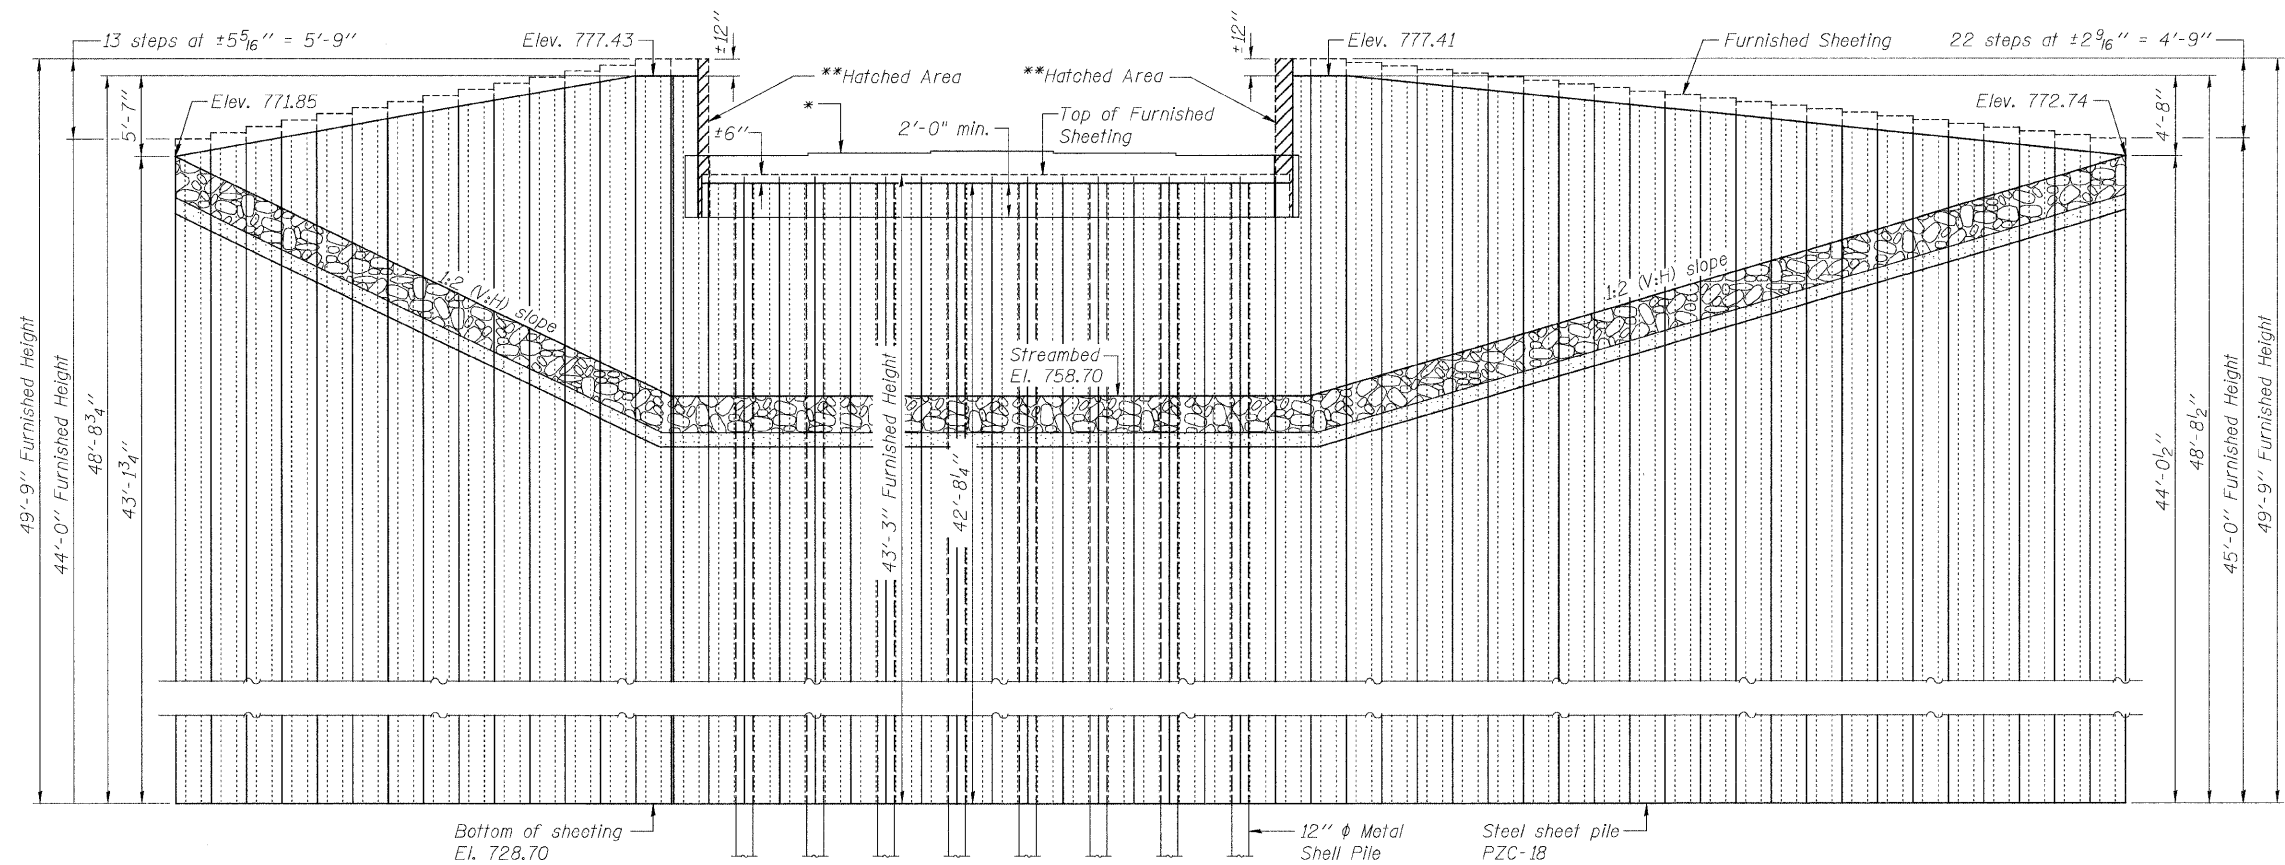 13 steps at ±5 5/16" = 5'-9"
Elev. 777.43
±12"
±12"
Elev. 777.41
Furnished Sheeting
22 steps at ±2 9/16" = 4'-9"
**Hatched Area
**Hatched Area
5'-7"
Elev. 771.85
*
±6"
2'-0" min.
Top of Furnished
Sheeting
Elev. 772.74
4'-8"
1:2 (V:H)
slope
1:2 (V:H) slope
Streambed
El. 758.70
49'-9" Furnished Height
44'-0" Furnished Height
48'-8 3/4"
43'-1 3/4"
43'-3" Furnished Height
42'-8 1/4"
44'-0 1/2"
48'-8 1/2"
45'-0" Furnished Height
49'-9" Furnished Height
Bottom of sheeting
El. 728.70
12" ϕ Metal
Shell Pile
Steel sheet pile
PZC-18